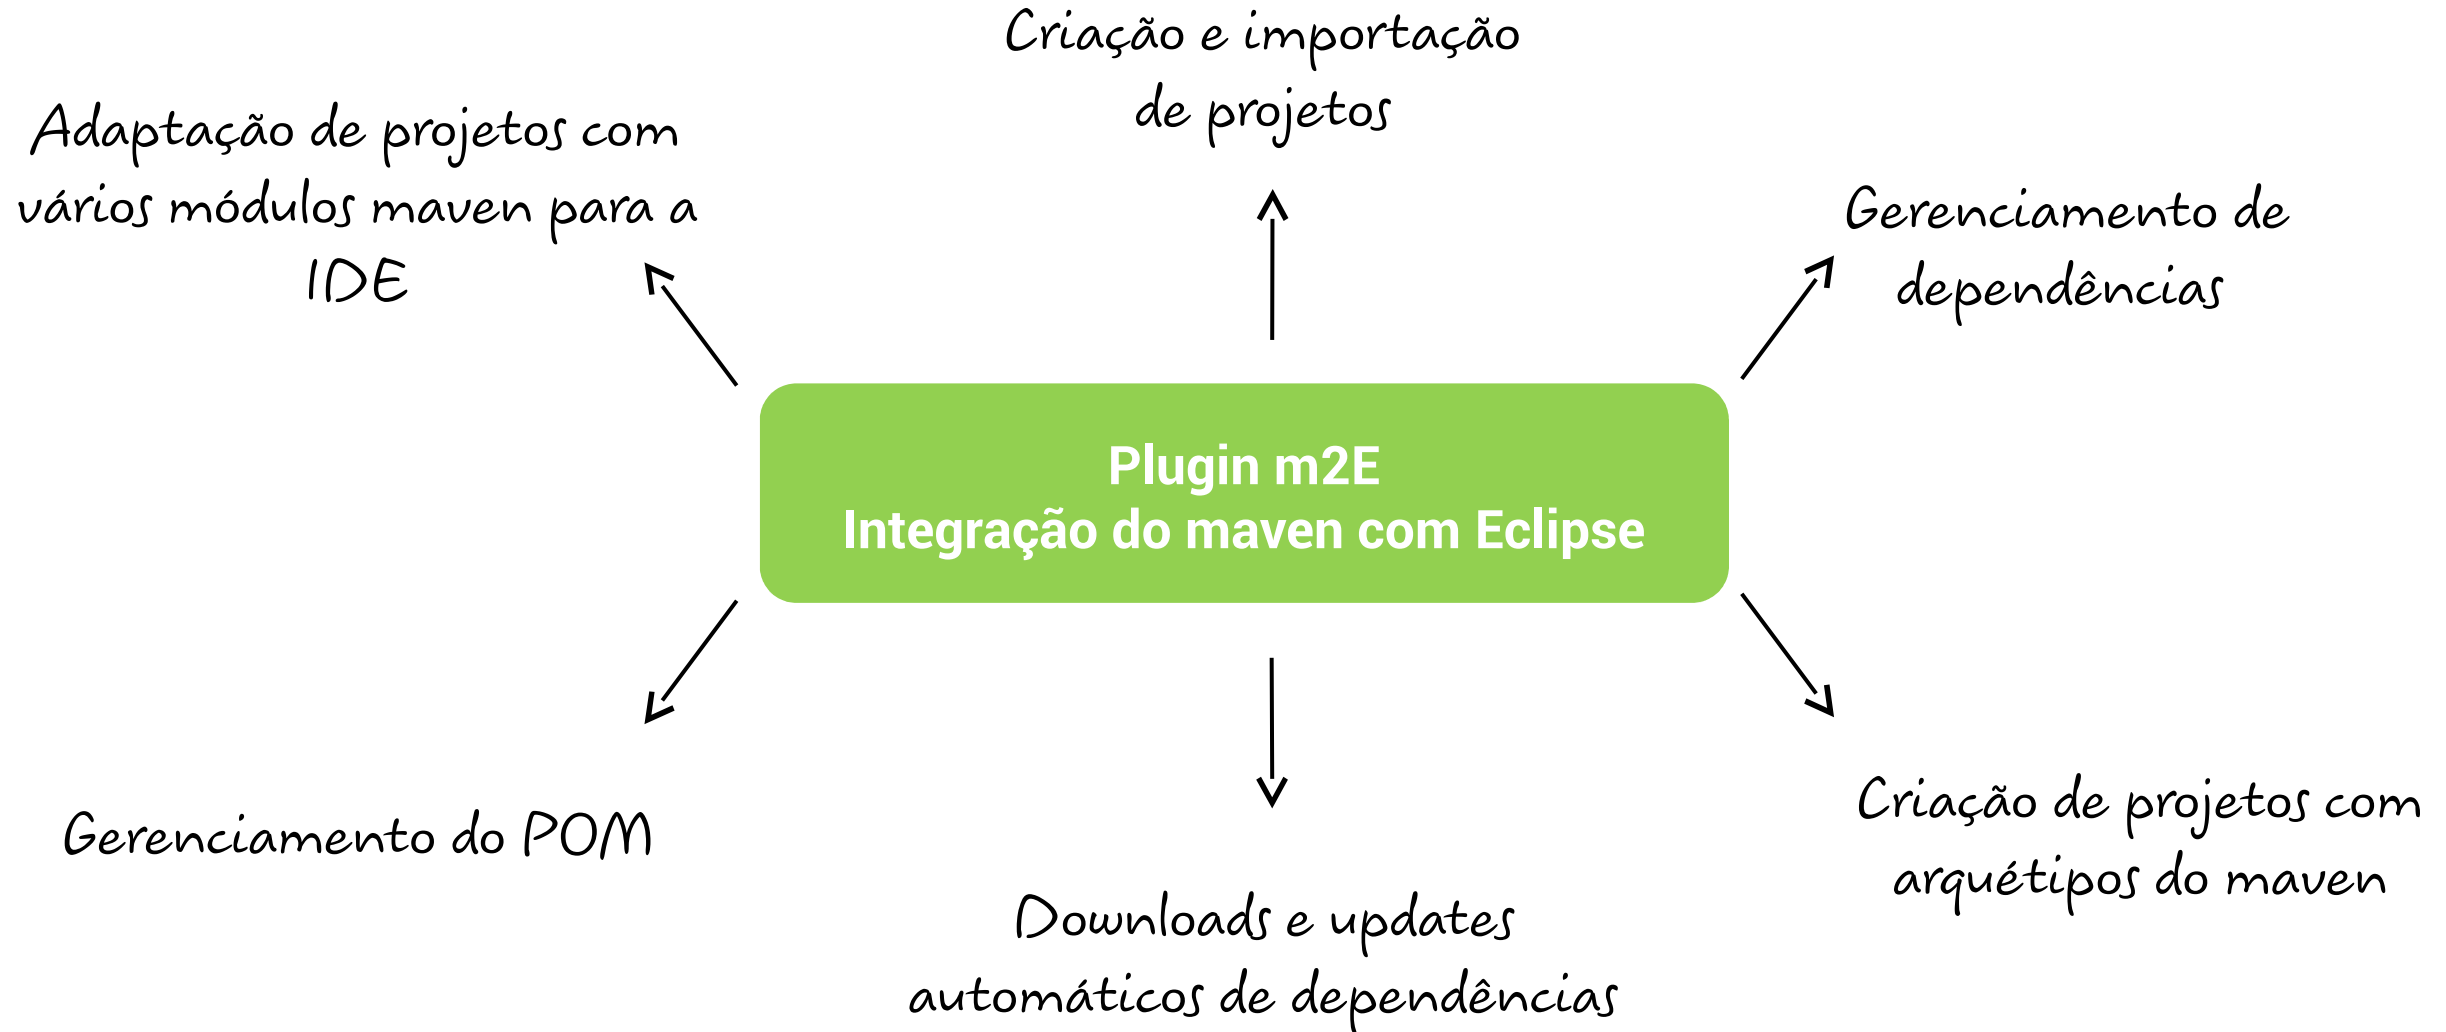 Criação e importação
de projetos
Adaptação de projetos com
vários módulos maven para a
IDE
Gerenciamento de
dependências
Plugin m2E
Integração do maven com Eclipse
Gerenciamento do POM
Criação de projetos com
arquétipos do maven
Downloads e updates
automáticos de dependências